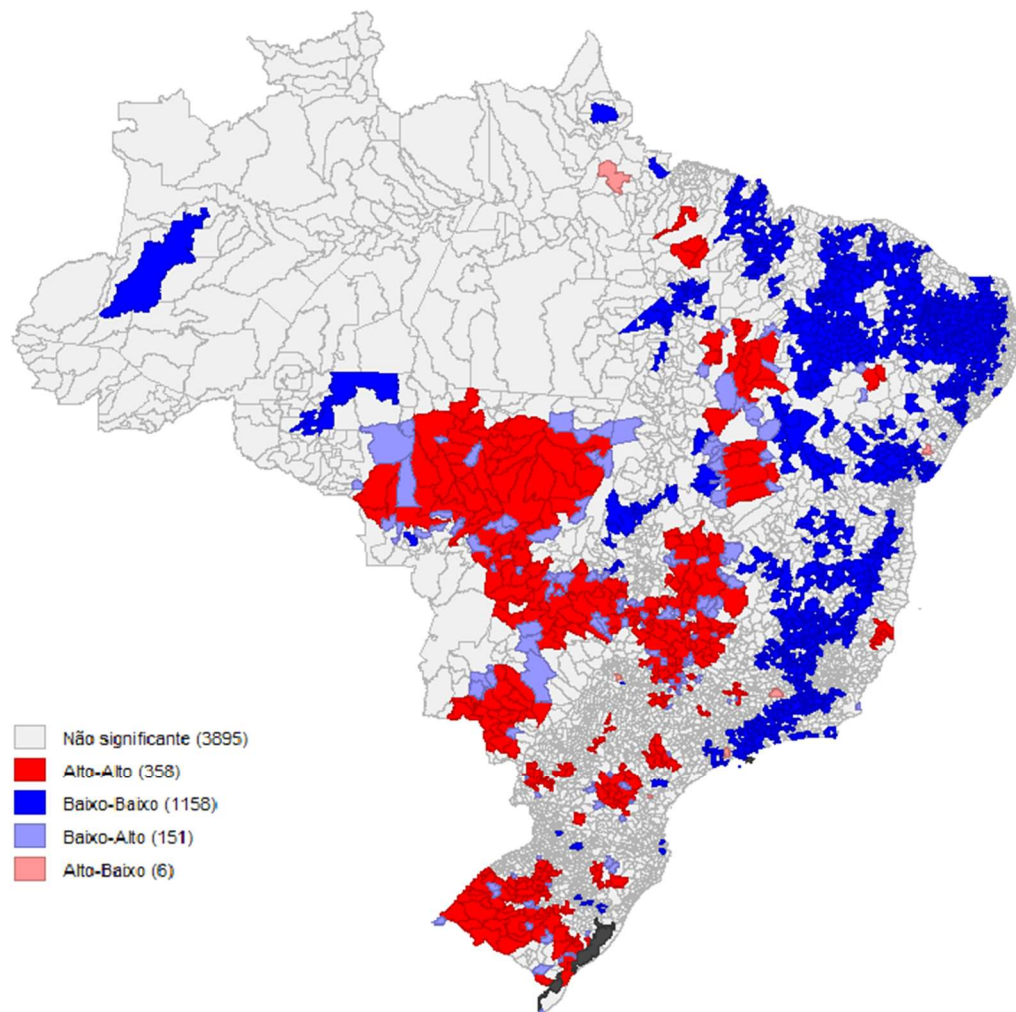 Não significante (3895)
Alto-Alto (358)
Baixo-Baixo (1158)
Baixo-Alto (151)
Alto-Baixo (6)